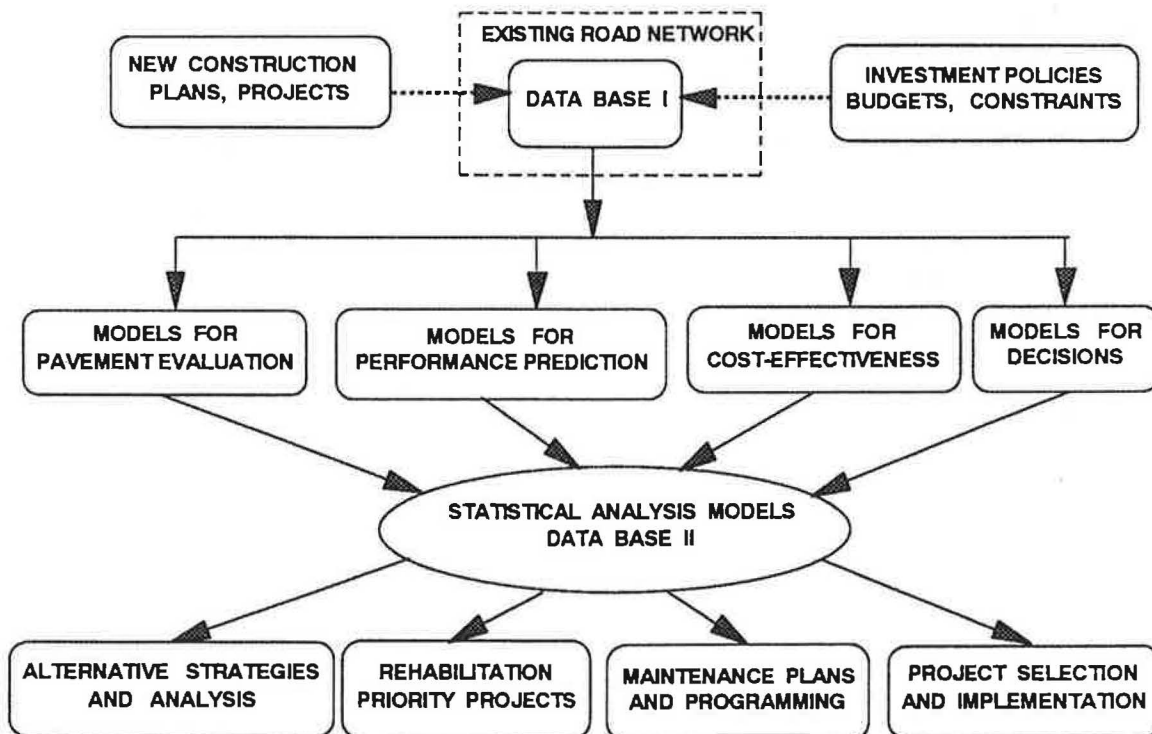 EXISTING ROAD NETWORK
NEW CONSTRUCTION
PLANS, PROJECTS
DATA BASE I
INVESTMENT POLICIES
BUDGETS, CONSTRAINTS
MODELS FOR
PAVEMENT EVALUATION
MODELS FOR
PERFORMANCE PREDICTION
MODELS FOR
COST-EFFECTIVENESS
MODELS FOR
DECISIONS
STATISTICAL ANALYSIS MODELS
DATA BASE II
ALTERNATIVE STRATEGIES
AND ANALYSIS
REHABILITATION
PRIORITY PROJECTS
MAINTENANCE PLANS
AND PROGRAMMING
PROJECT SELECTION
AND IMPLEMENTATION